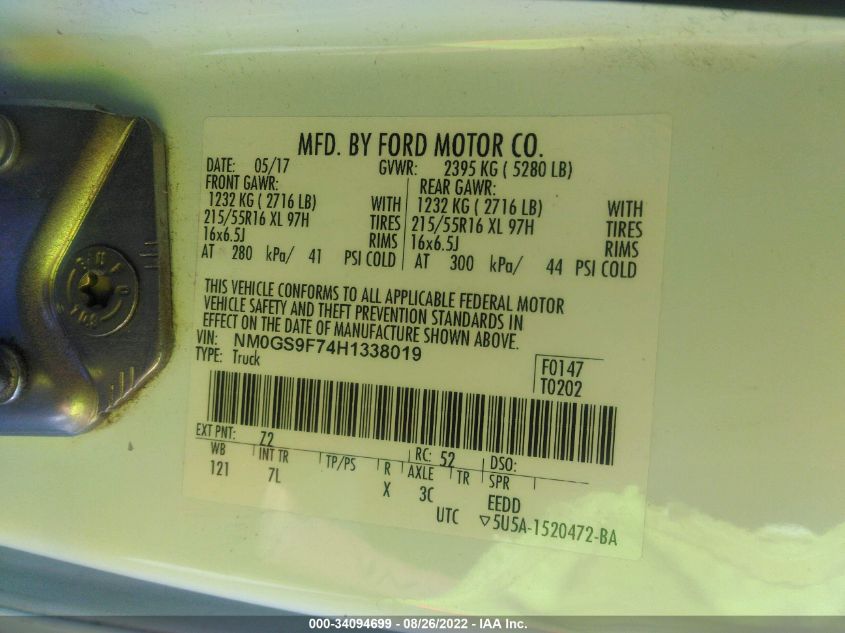 MFD. BY FORD MOTOR CO.
DATE: 05/17 GVWR: 2395 KG ( 5280 LB)
FRONT GAWR: REAR GAWR:
1232 KG ( 2716 LB) WITH 1232 KG ( 2716 LB) WITH
215/55R16 XL 97H TIRES 215/55R16 XL 97H TIRES
16x6.5J RIMS 16x6.5J RIMS
AT 280 kPa/ 41 PSI COLD AT 300 kPa/ 44 PSI COLD
THIS VEHICLE CONFORMS TO ALL APPLICABLE FEDERAL MOTOR
VEHICLE SAFETY AND THEFT PREVENTION STANDARDS IN
EFFECT ON THE DATE OF MANUFACTURE SHOWN ABOVE.
VIN: NM0GS9F74H1338019
TYPE: Truck
F0147
T0202
EXT PNT: 72 RC: 52 DSO:
WB INT TR TP/PS R AXLE TR SPR
121 7L X 3C EEDD
UTC ▽5U5A-1520472-BA
000-34094699 - 08/26/2022 - IAA Inc.